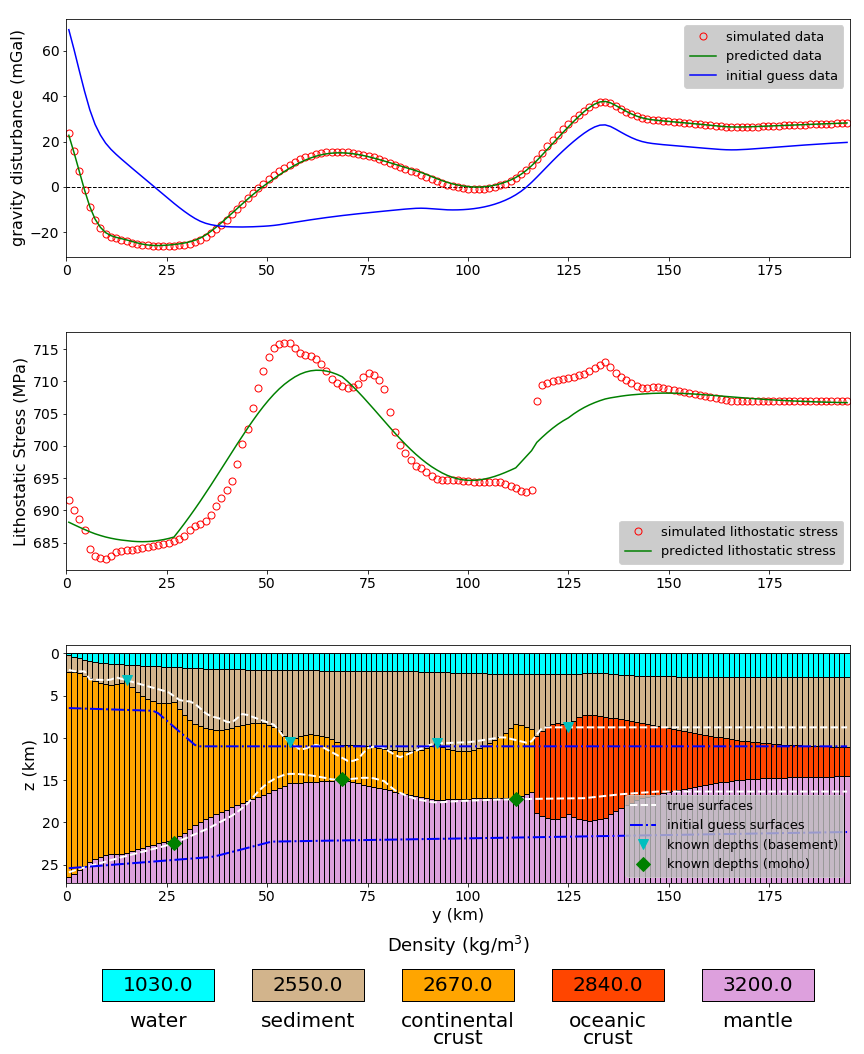 gravity disturbance (mGal)
60
40
20
0
−20
simulated data
predicted data
initial guess data
0 25 50 75 100 125 150 175
Lithostatic Stress (MPa)
715
710
705
700
695
690
685
simulated lithostatic stress
predicted lithostatic stress
0 25 50 75 100 125 150 175
z (km)
0
5
10
15
20
25
true surfaces
initial guess surfaces
known depths (basement)
known depths (moho)
0 25 50 75 100 125 150 175
y (km)
Density (kg/m³)
1030.0 2550.0 2670.0 2840.0 3200.0
water sediment continental oceanic mantle
crust crust